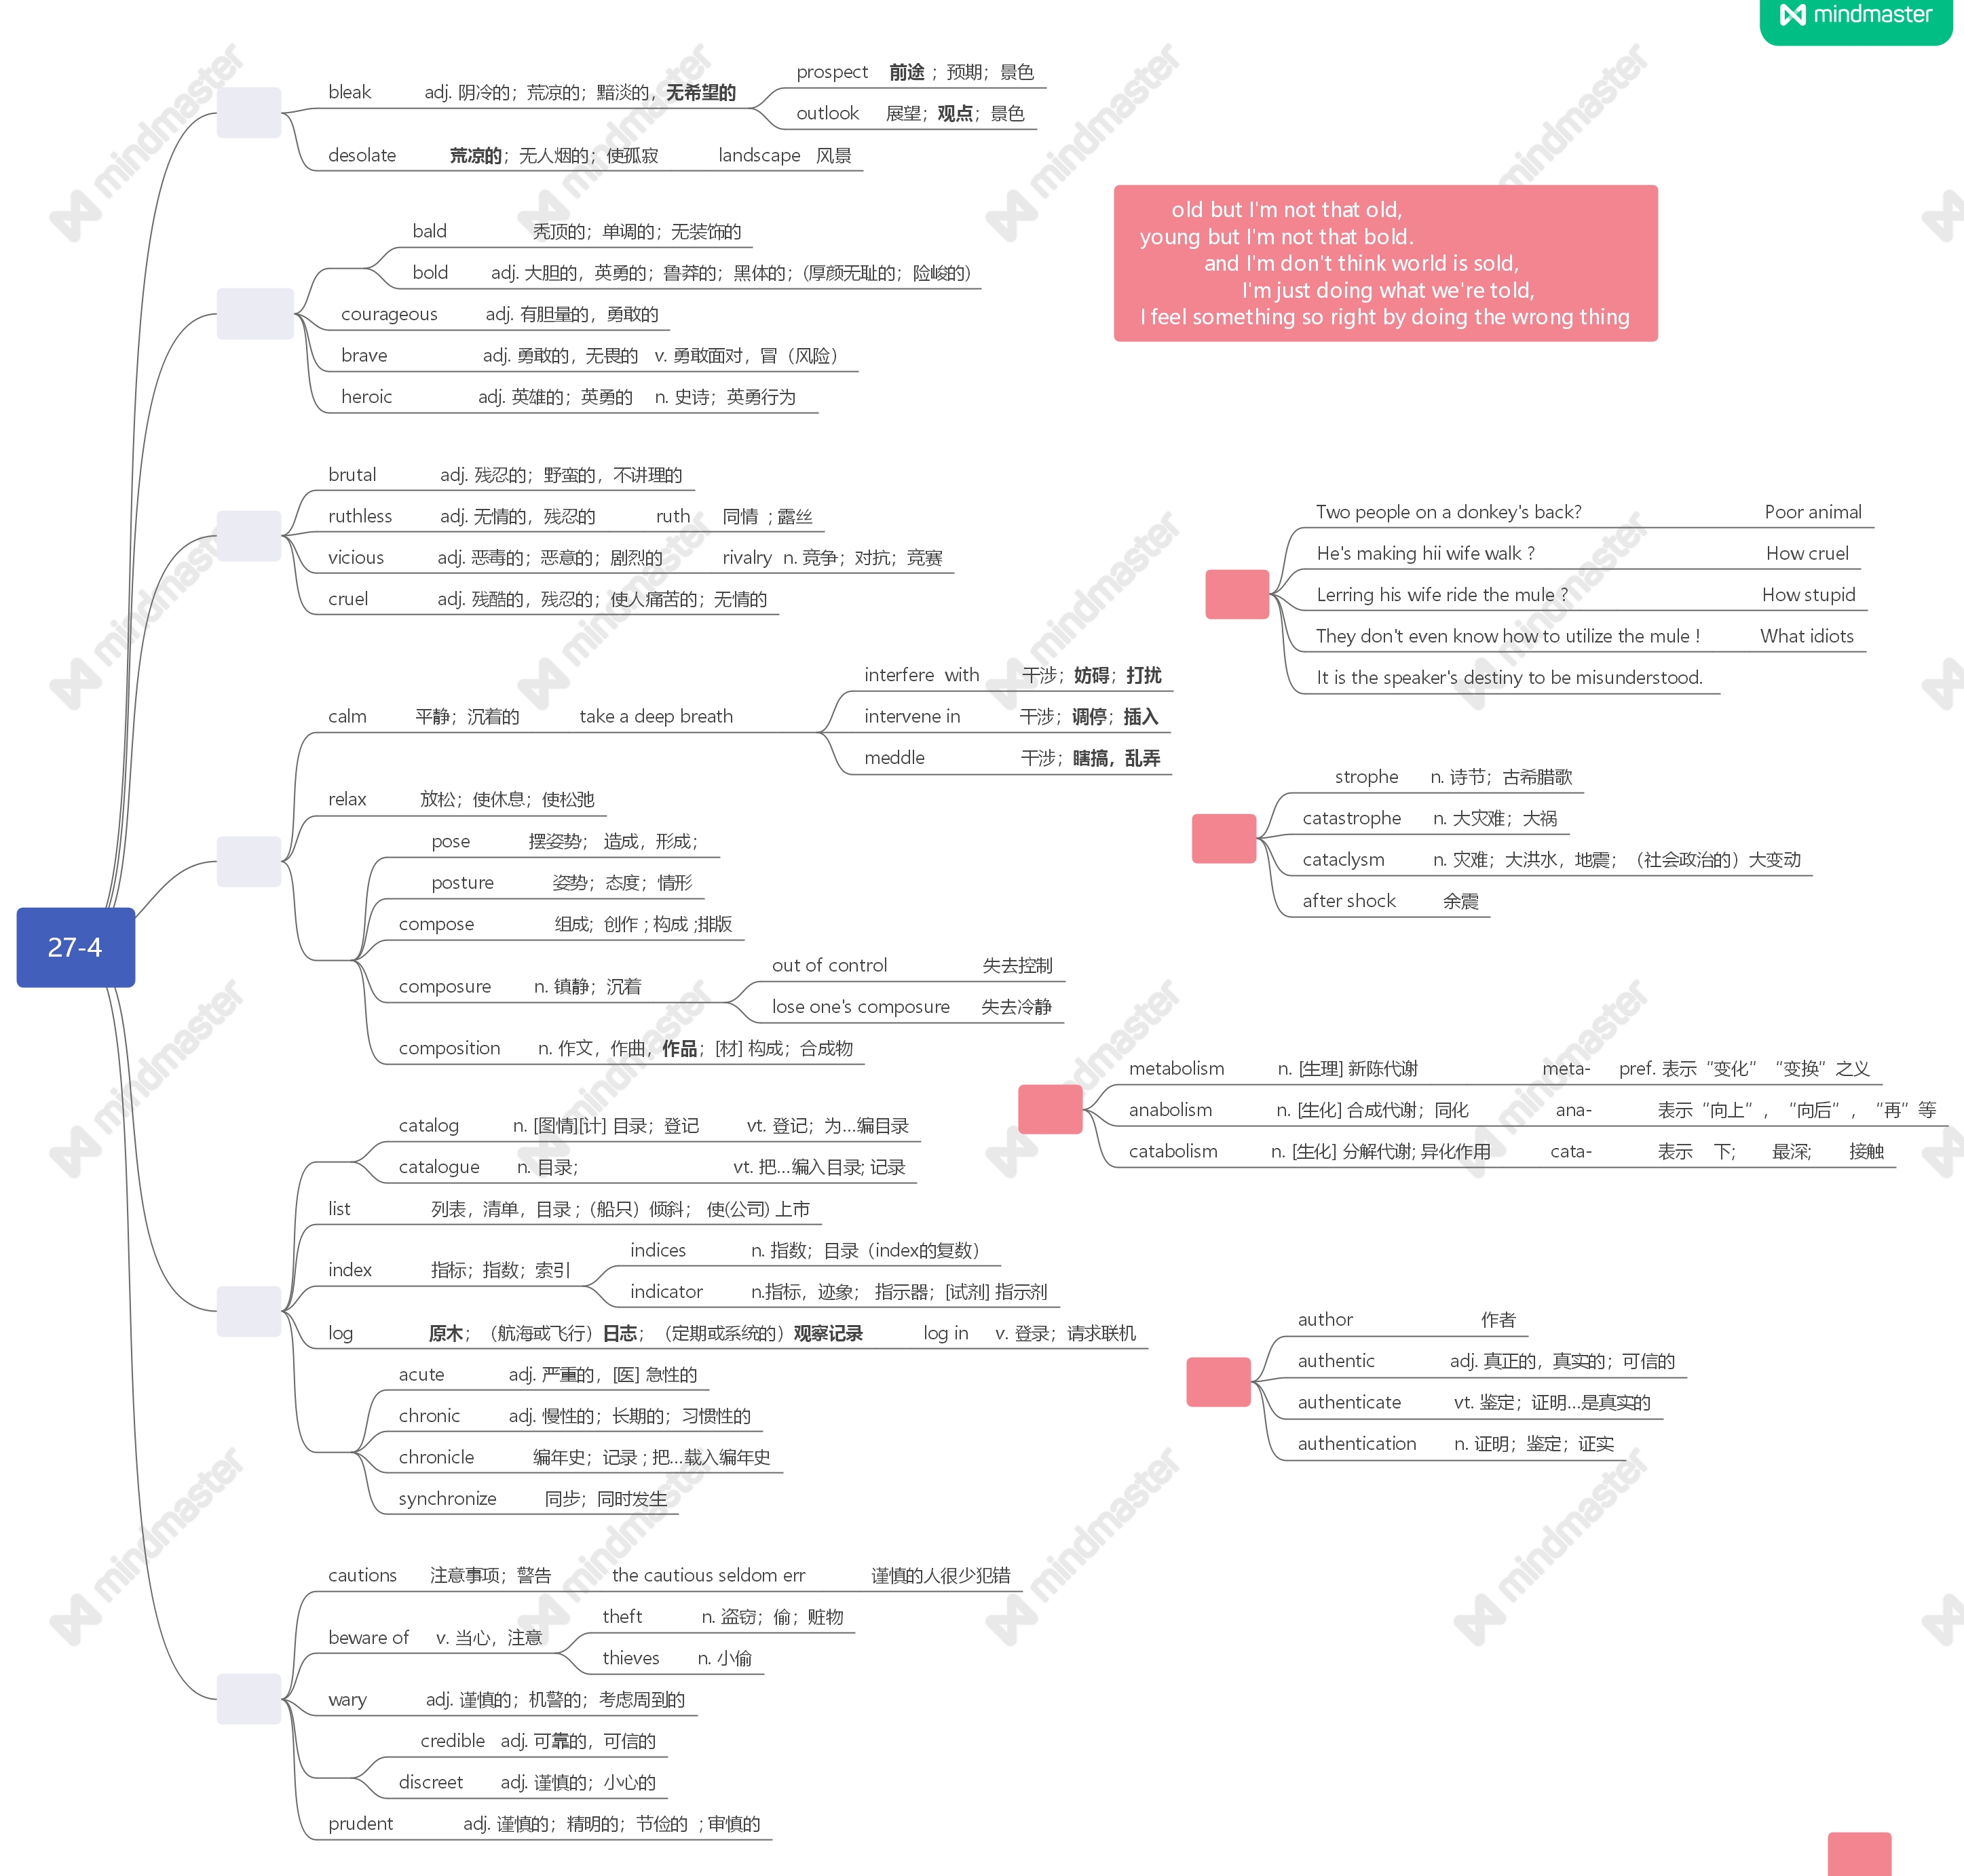 mindmaster
27-4
bleak adj. 阴冷的；荒凉的；黯淡的，无希望的
prospect 前途 ；预期；景色
outlook 展望；观点；景色
desolate 荒凉的；无人烟的；使孤寂 landscape 风景
bald 秃顶的；单调的；无装饰的
bold adj. 大胆的，英勇的；鲁莽的；黑体的；（厚颜无耻的；险峻的）
courageous adj. 有胆量的，勇敢的
brave adj. 勇敢的，无畏的 v. 勇敢面对，冒（风险）
heroic adj. 英雄的；英勇的 n. 史诗；英勇行为
brutal adj. 残忍的；野蛮的，不讲理的
ruthless adj. 无情的，残忍的 ruth 同情 ；露丝
vicious adj. 恶毒的；恶意的；剧烈的 rivalry n. 竞争；对抗；竞赛
cruel adj. 残酷的，残忍的；使人痛苦的；无情的
calm 平静；沉着的 take a deep breath
interfere with 干涉；妨碍；打扰
intervene in 干涉；调停；插入
meddle 干涉；瞎搞，乱弄
relax 放松；使休息；使松弛
pose 摆姿势； 造成，形成；
posture 姿势；态度；情形
compose 组成；创作 ；构成 ;排版
composure n. 镇静；沉着
out of control 失去控制
lose one's composure 失去冷静
composition n. 作文，作曲，作品；[材] 构成；合成物
catalog n. [图情][计] 目录；登记 vt. 登记；为...编目录
catalogue n. 目录； vt. 把...编入目录；记录
list 列表，清单，目录；（船只）倾斜； 使(公司) 上市
index 指标；指数；索引
indices n. 指数；目录（index的复数）
indicator n.指标，迹象； 指示器；[试剂] 指示剂
log 原木；（航海或飞行）日志；（定期或系统的）观察记录 log in v. 登录；请求联机
acute adj. 严重的，[医] 急性的
chronic adj. 慢性的；长期的；习惯性的
chronicle 编年史；记录 ; 把...载入编年史
synchronize 同步；同时发生
cautions 注意事项；警告 the cautious seldom err 谨慎的人很少犯错
beware of v. 当心，注意
theft n. 盗窃；偷；赃物
thieves n. 小偷
wary adj. 谨慎的；机警的；考虑周到的
credible adj. 可靠的，可信的
discreet adj. 谨慎的；小心的
prudent adj. 谨慎的；精明的；节俭的 ；审慎的
old but I'm not that old,
young but I'm not that bold.
and I'm don't think world is sold,
I'm just doing what we're told,
I feel something so right by doing the wrong thing
Two people on a donkey's back? Poor animal
He's making hii wife walk ? How cruel
Lerring his wife ride the mule ? How stupid
They don't even know how to utilize the mule ! What idiots
It is the speaker's destiny to be misunderstood.
strophe n. 诗节；古希腊歌
catastrophe n. 大灾难；大祸
cataclysm n. 灾难；大洪水，地震；（社会政治的）大变动
after shock 余震
metabolism n. [生理] 新陈代谢 meta- pref. 表示“变化”“变换”之义
anabolism n. [生化] 合成代谢；同化 ana- 表示“向上”，“向后”，“再”等
catabolism n. [生化] 分解代谢；异化作用 cata- 表示 下； 最深； 接触
author 作者
authentic adj. 真正的，真实的；可信的
authenticate vt. 鉴定；证明...是真实的
authentication n. 证明；鉴定；证实